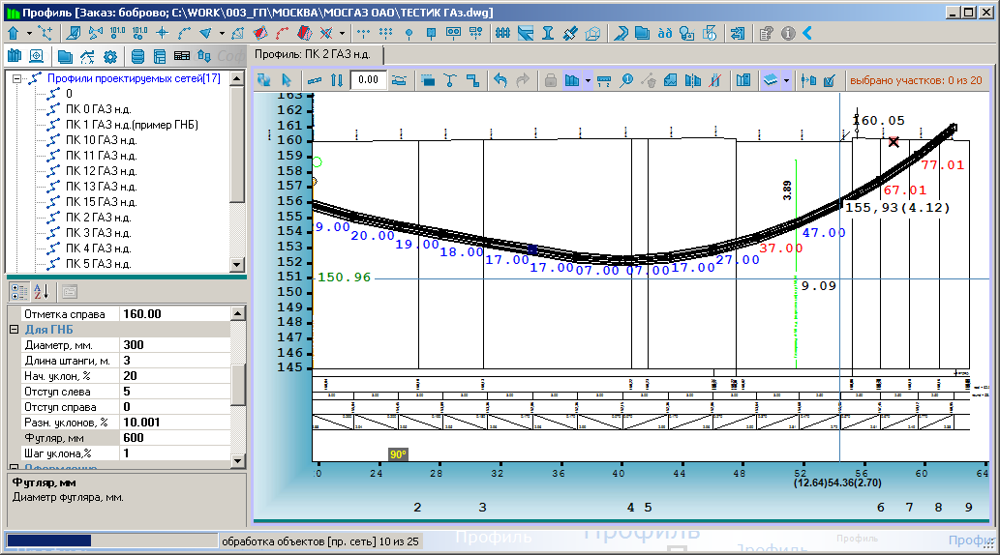 Профиль [Заказ: боброво; C:\WORK\003_ГП\МОСКВА\МОСГАЗ ОАО\ТЕСТИК ГАз.dwg]
Профиль: ПК 2 ГАЗ н.д.
0.00
выбрано участков: 0 из 20
Профили проектируемых сетей[17]
0
ПК 0 ГАЗ н.д.
ПК 1 ГАЗ н.д.(пример ГНБ)
ПК 10 ГАЗ н.д.
ПК 11 ГАЗ н.д.
ПК 12 ГАЗ н.д.
ПК 13 ГАЗ н.д.
ПК 15 ГАЗ н.д.
ПК 2 ГАЗ н.д.
ПК 3 ГАЗ н.д.
ПК 4 ГАЗ н.д.
ПК 5 ГАЗ н.д.
Отметка справа 160.00
Для ГНБ
Диаметр, мм. 300
Длина штанги, м. 3
Нач. уклон, % 20
Отступ слева 5
Отступ справа 0
Разн. уклонов, % 10.001
Футляр, мм 600
Шаг уклона,% 1
Оформление
Футляр, мм
Диаметр футляра, мм.
163
162
161
160
159
158
157
156
155
154
153
152
151
150
149
148
147
146
145
160.05
77.01
67.01
155,93(4.12)
3.89
9.00
20.00
19.00
18.00
17.00
17.00
07.00
07.00
17.00
27.00
37.00
47.00
150.96
9.09
90°
24 28 32 36 40 44 48 52 56 60 64
(12.64)54.36(2.70)
2 3 4 5 6 7 8 9
обработка объектов [пр. сеть] 10 из 25
Профиль
Профиль
Профиль
Профиль